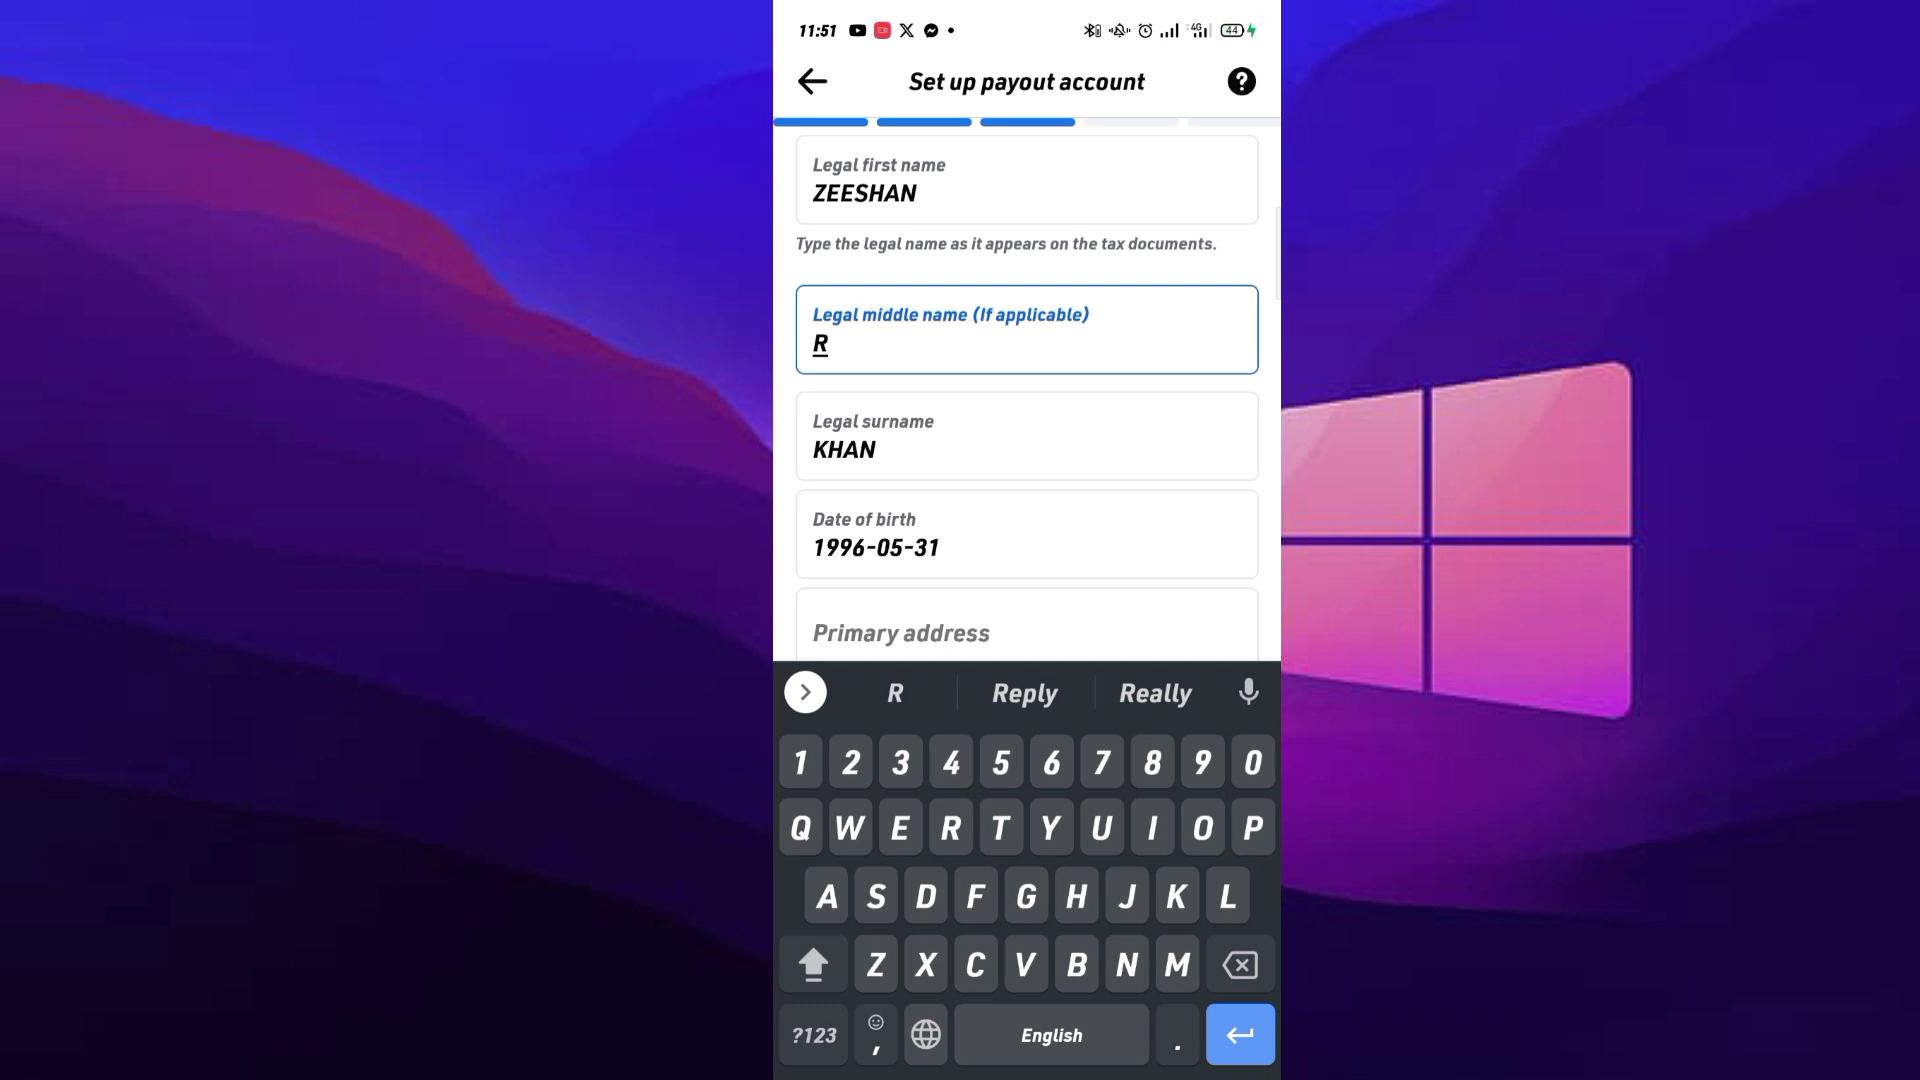 11:51 4G 44
Set up payout account
Legal first name
ZEESHAN
Type the legal name as it appears on the tax documents.
Legal middle name (If applicable)
R
Legal surname
KHAN
Date of birth
1996-05-31
Primary address
R Reply Really
1 2 3 4 5 6 7 8 9 0
Q W E R T Y U I O P
A S D F G H J K L
Z X C V B N M
?123 , English .